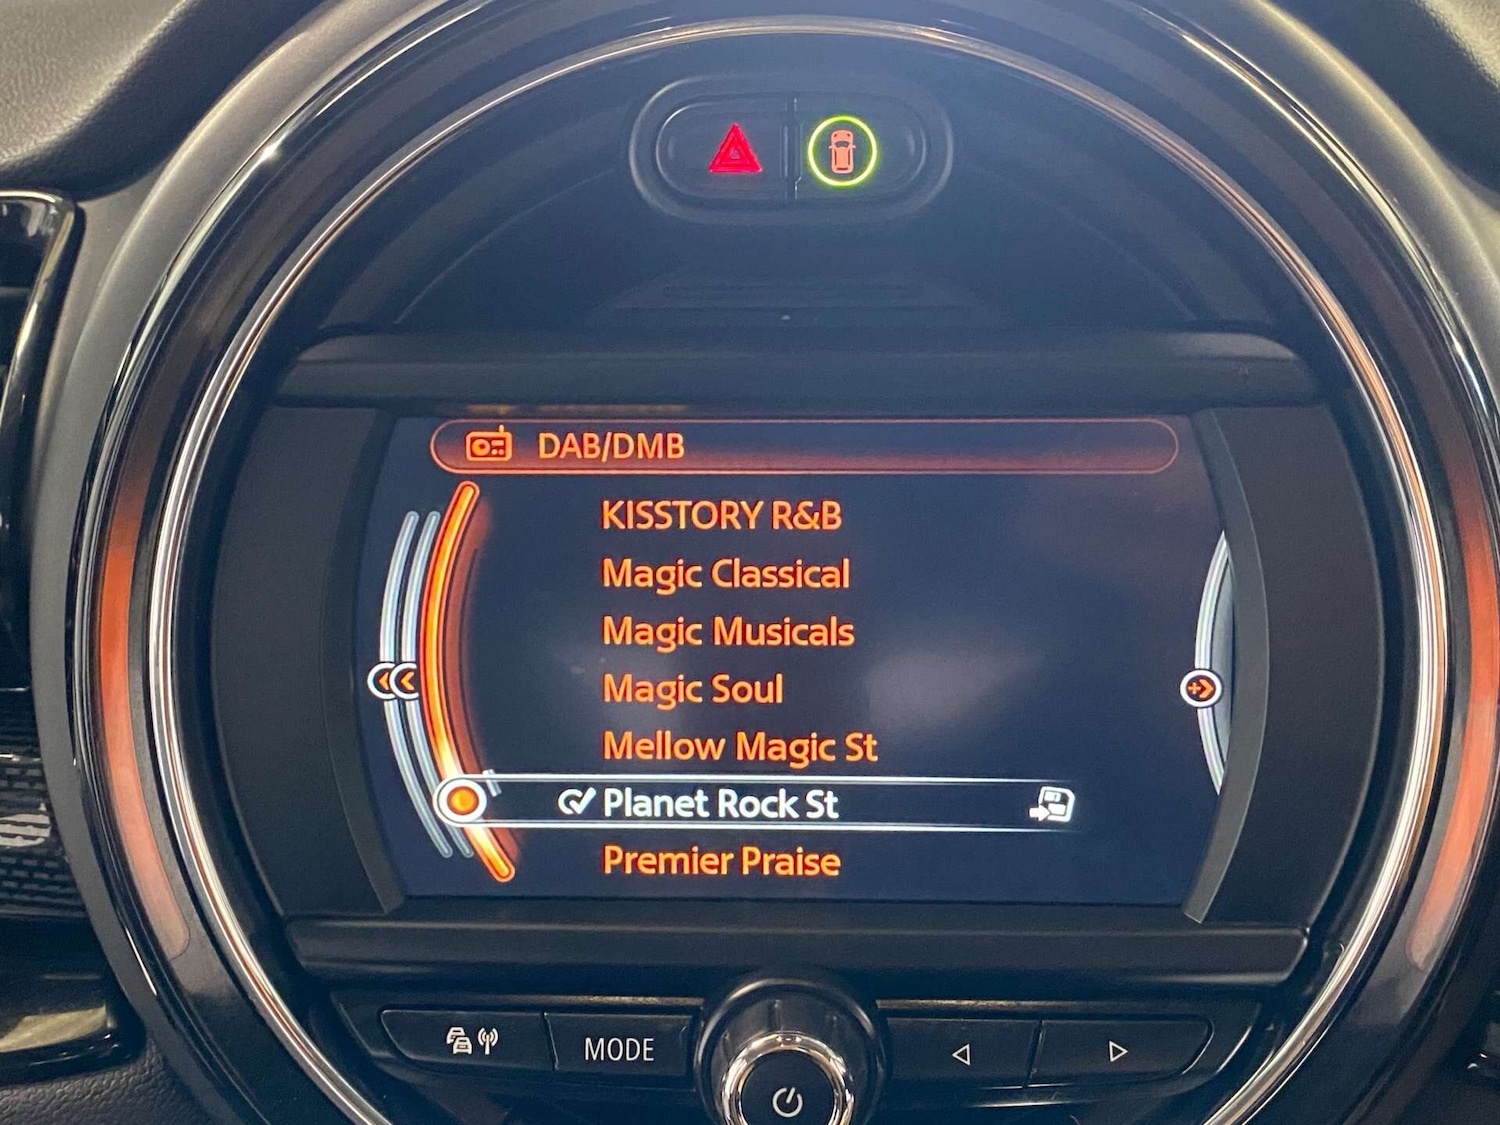 DAB/DMB
KISSTORY R&B
Magic Classical
Magic Musicals
Magic Soul
Mellow Magic St
Planet Rock St
Premier Praise
MODE